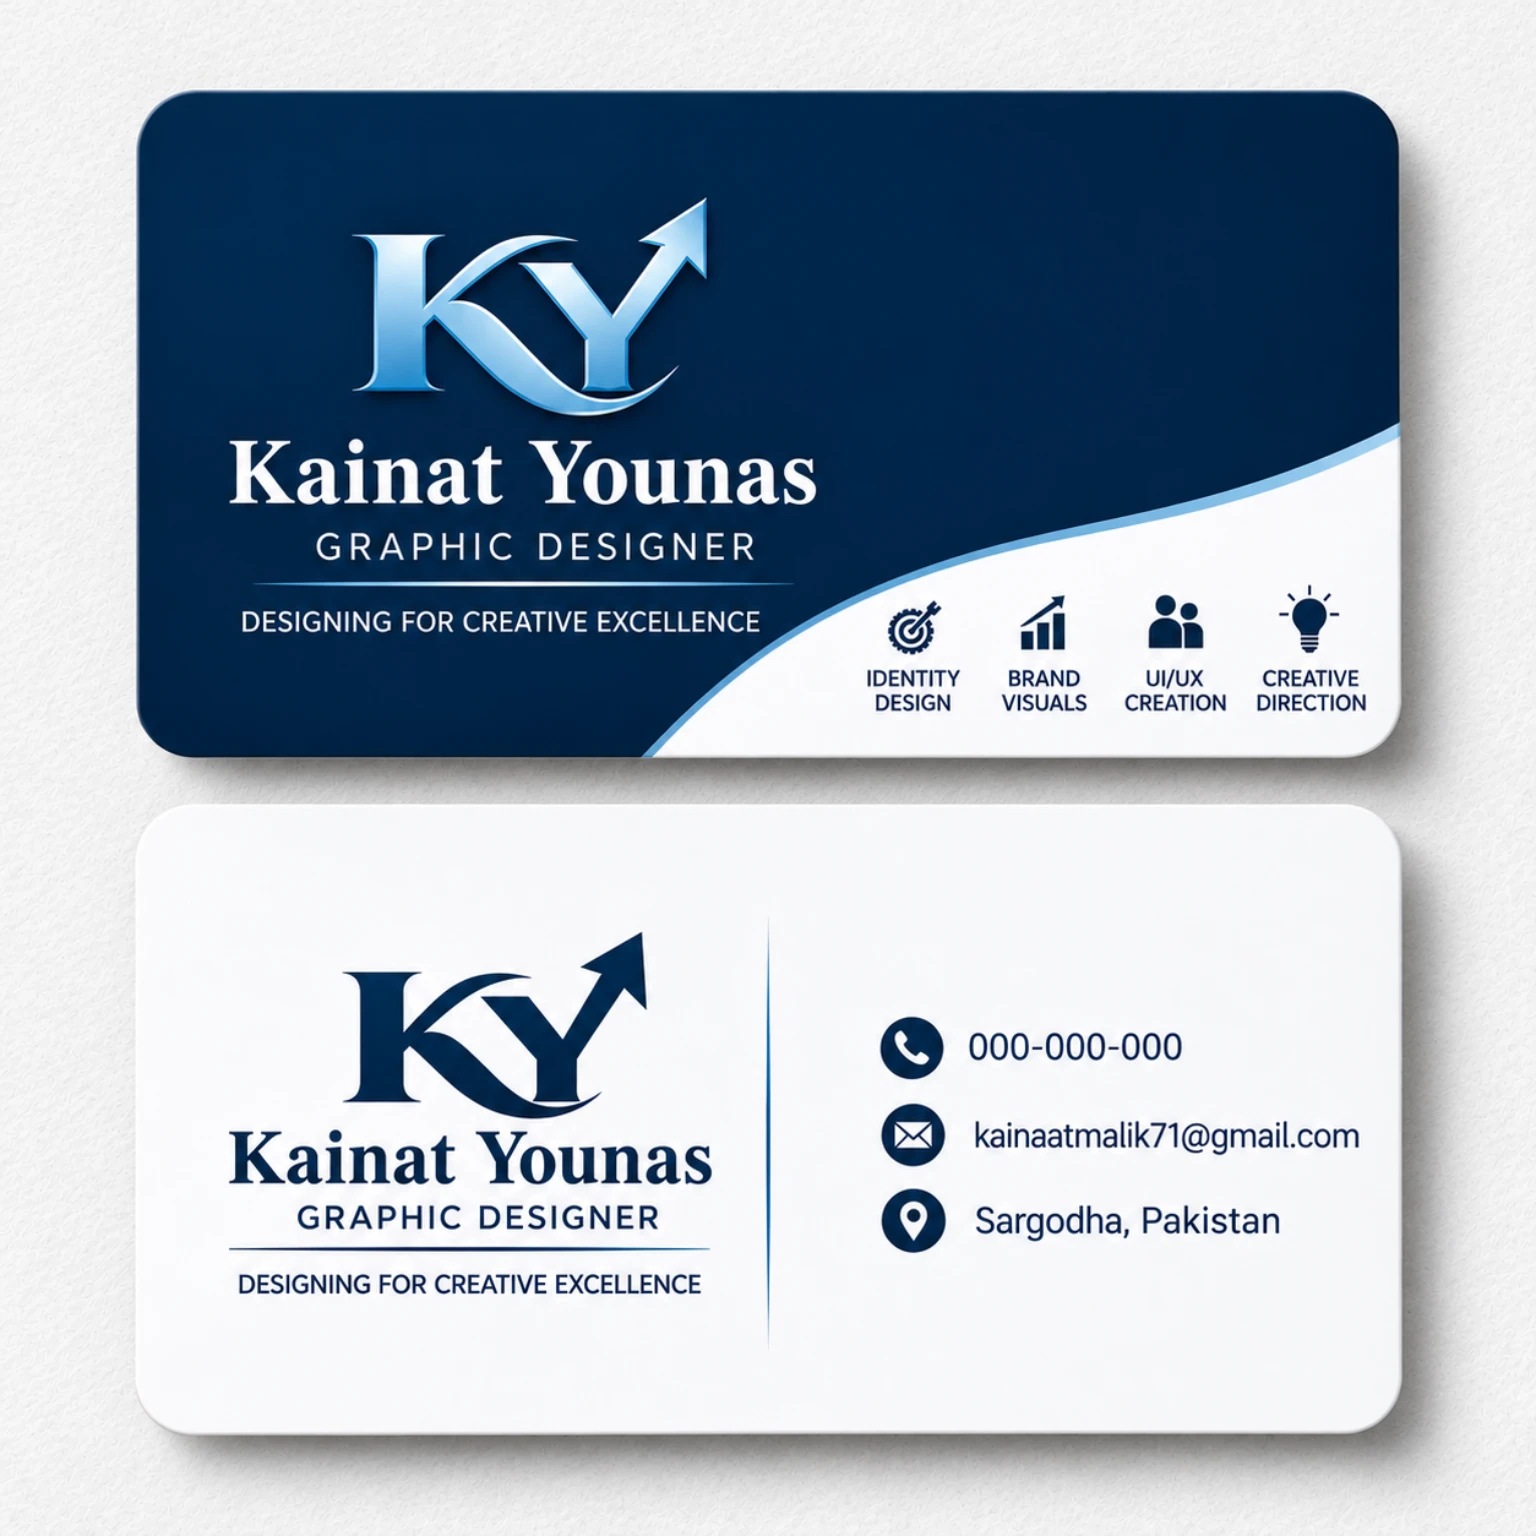 KY
Kainat Younas
GRAPHIC DESIGNER
DESIGNING FOR CREATIVE EXCELLENCE
IDENTITY
DESIGN
BRAND
VISUALS
UI/UX
CREATION
CREATIVE
DIRECTION
KY
Kainat Younas
GRAPHIC DESIGNER
DESIGNING FOR CREATIVE EXCELLENCE
000-000-000
kainaatmalik71@gmail.com
Sargodha, Pakistan